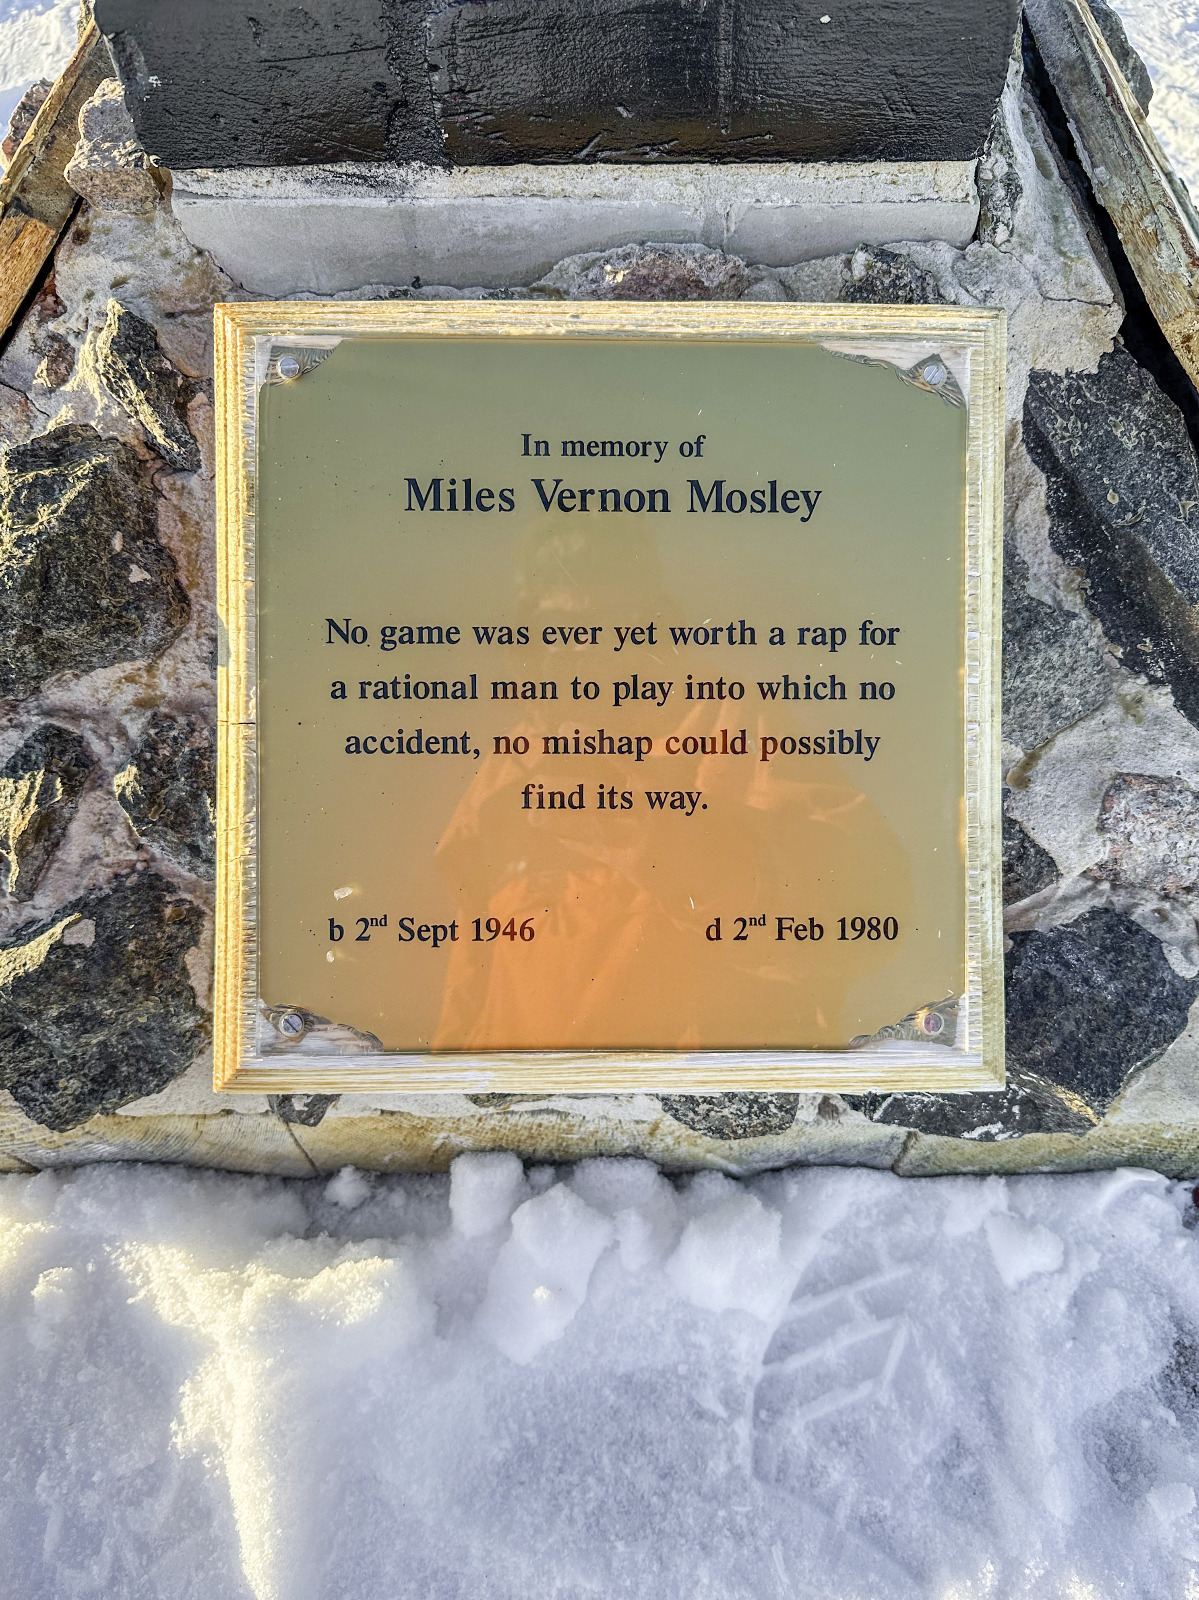 In memory of
Miles Vernon Mosley
No game was ever yet worth a rap for
a rational man to play into which no
accident, no mishap could possibly
find its way.
b 2nd Sept 1946 d 2nd Feb 1980